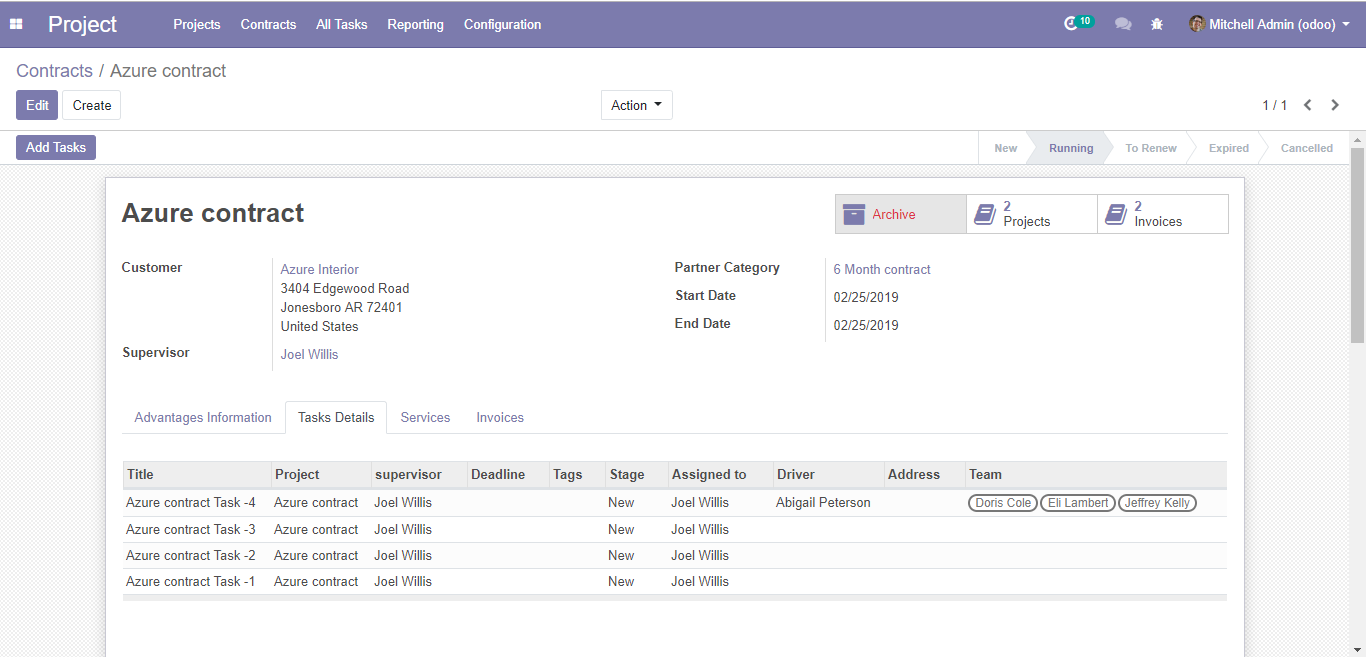 Project Projects Contracts All Tasks Reporting Configuration 10 Mitchell Admin (odoo)
Contracts / Azure contract
Edit Create Action 1 / 1
Add Tasks New Running To Renew Expired Cancelled
Azure contract
Archive
2 Projects
2 Invoices
Customer
Azure Interior
3404 Edgewood Road
Jonesboro AR 72401
United States
Supervisor Joel Willis
Partner Category 6 Month contract
Start Date 02/25/2019
End Date 02/25/2019
Advantages Information Tasks Details Services Invoices
Title Project supervisor Deadline Tags Stage Assigned to Driver Address Team
Azure contract Task -4 Azure contract Joel Willis New Joel Willis Abigail Peterson Doris Cole Eli Lambert Jeffrey Kelly
Azure contract Task -3 Azure contract Joel Willis New Joel Willis
Azure contract Task -2 Azure contract Joel Willis New Joel Willis
Azure contract Task -1 Azure contract Joel Willis New Joel Willis